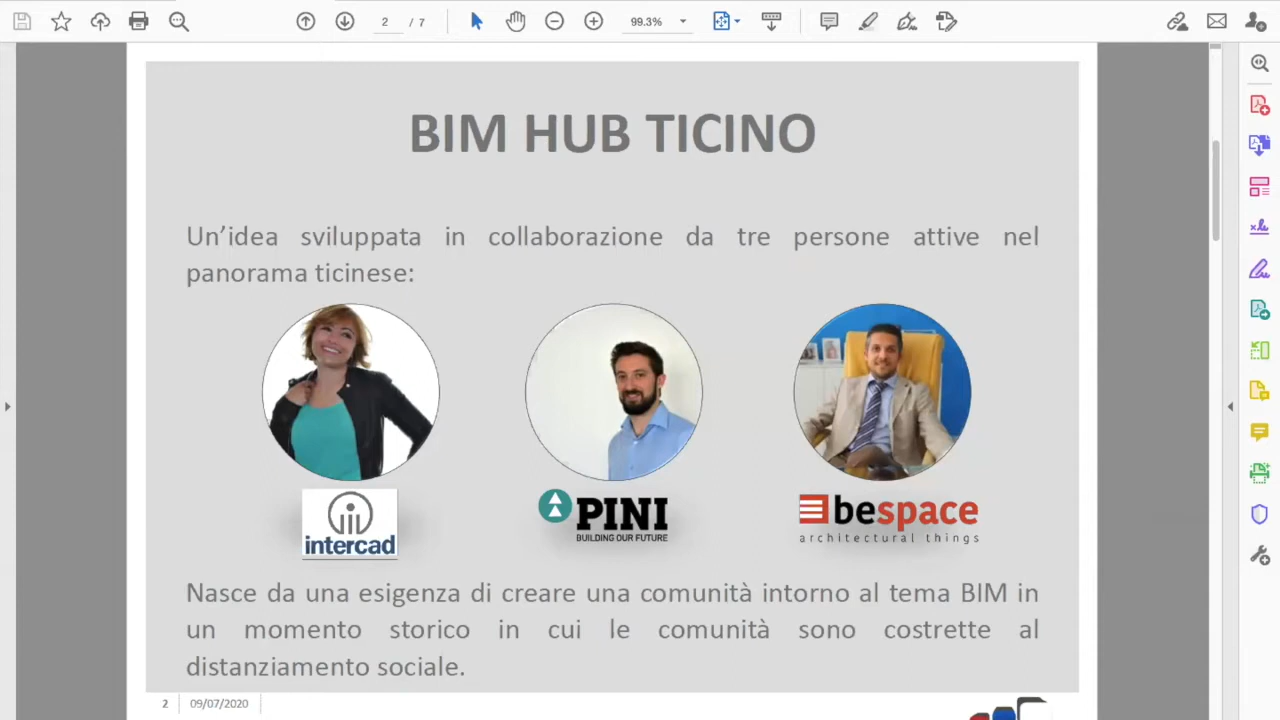 2 / 7
99.3%
BIM HUB TICINO
Un’idea sviluppata in collaborazione da tre persone attive nel
panorama ticinese:
intercad
PINI
BUILDING OUR FUTURE
bespace
architectural things
Nasce da una esigenza di creare una comunità intorno al tema BIM in
un momento storico in cui le comunità sono costrette al
distanziamento sociale.
2
09/07/2020